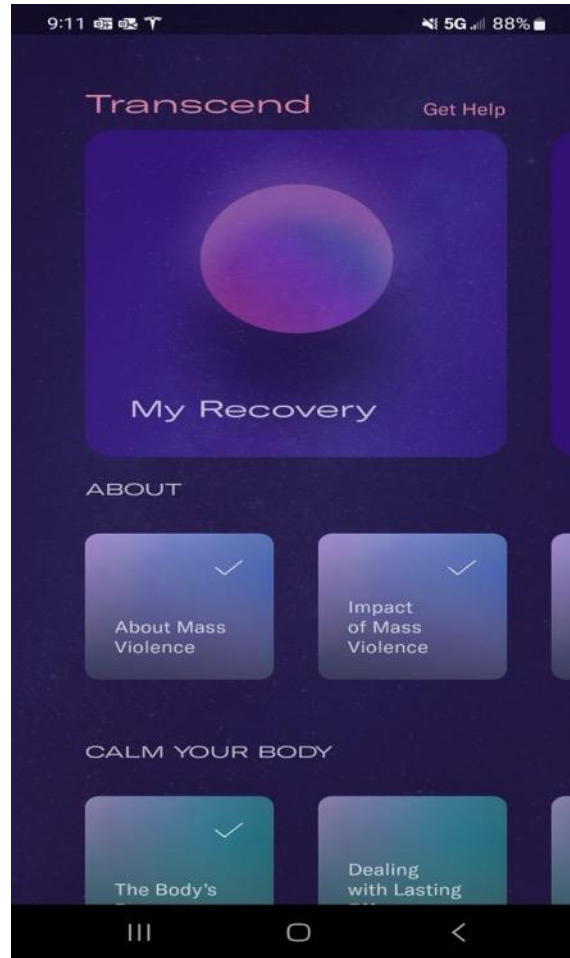 9:11 5G 88%
Transcend
Get Help
My Recovery
ABOUT
About Mass
Violence
Impact
of Mass
Violence
CALM YOUR BODY
The Body's
Dealing
with Lasting